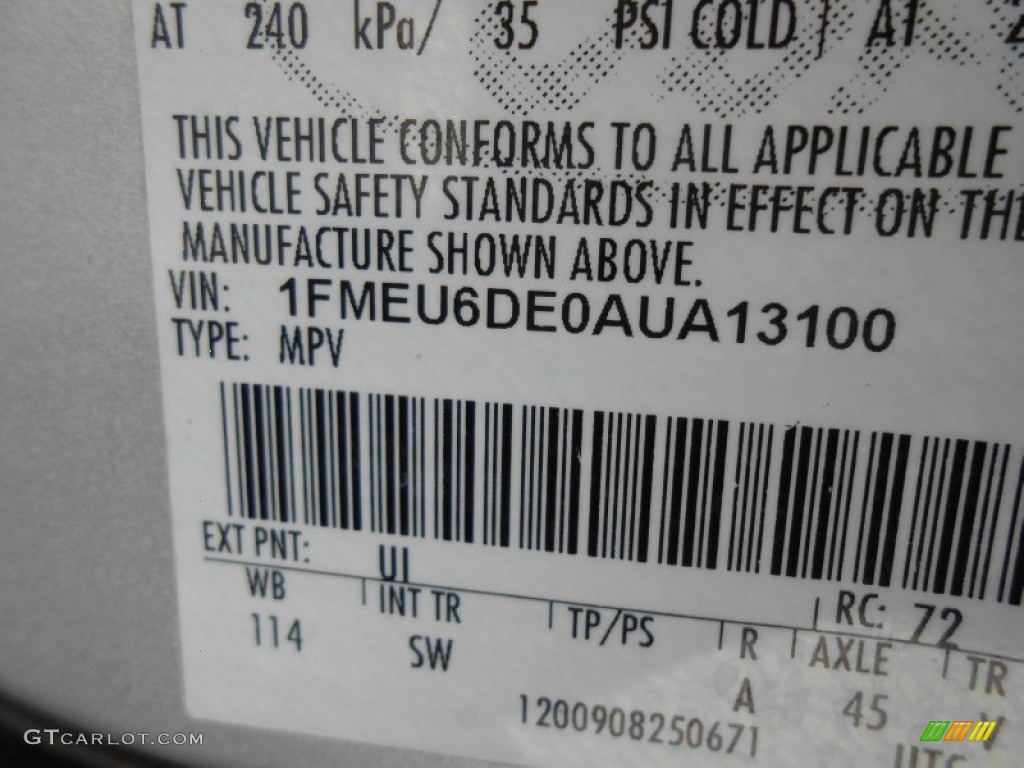 AT 240 kPa/ 35 PSI COLD AT
THIS VEHICLE CONFORMS TO ALL APPLICABLE
VEHICLE SAFETY STANDARDS IN EFFECT ON THE
MANUFACTURE SHOWN ABOVE.
VIN: 1FMEU6DE0AUA13100
TYPE: MPV
EXT PNT: UI
RC: 72
WB INT TR TP/PS R AXLE TR
114 SW A 45
1200908250671
UTC
GTCARLOT.COM